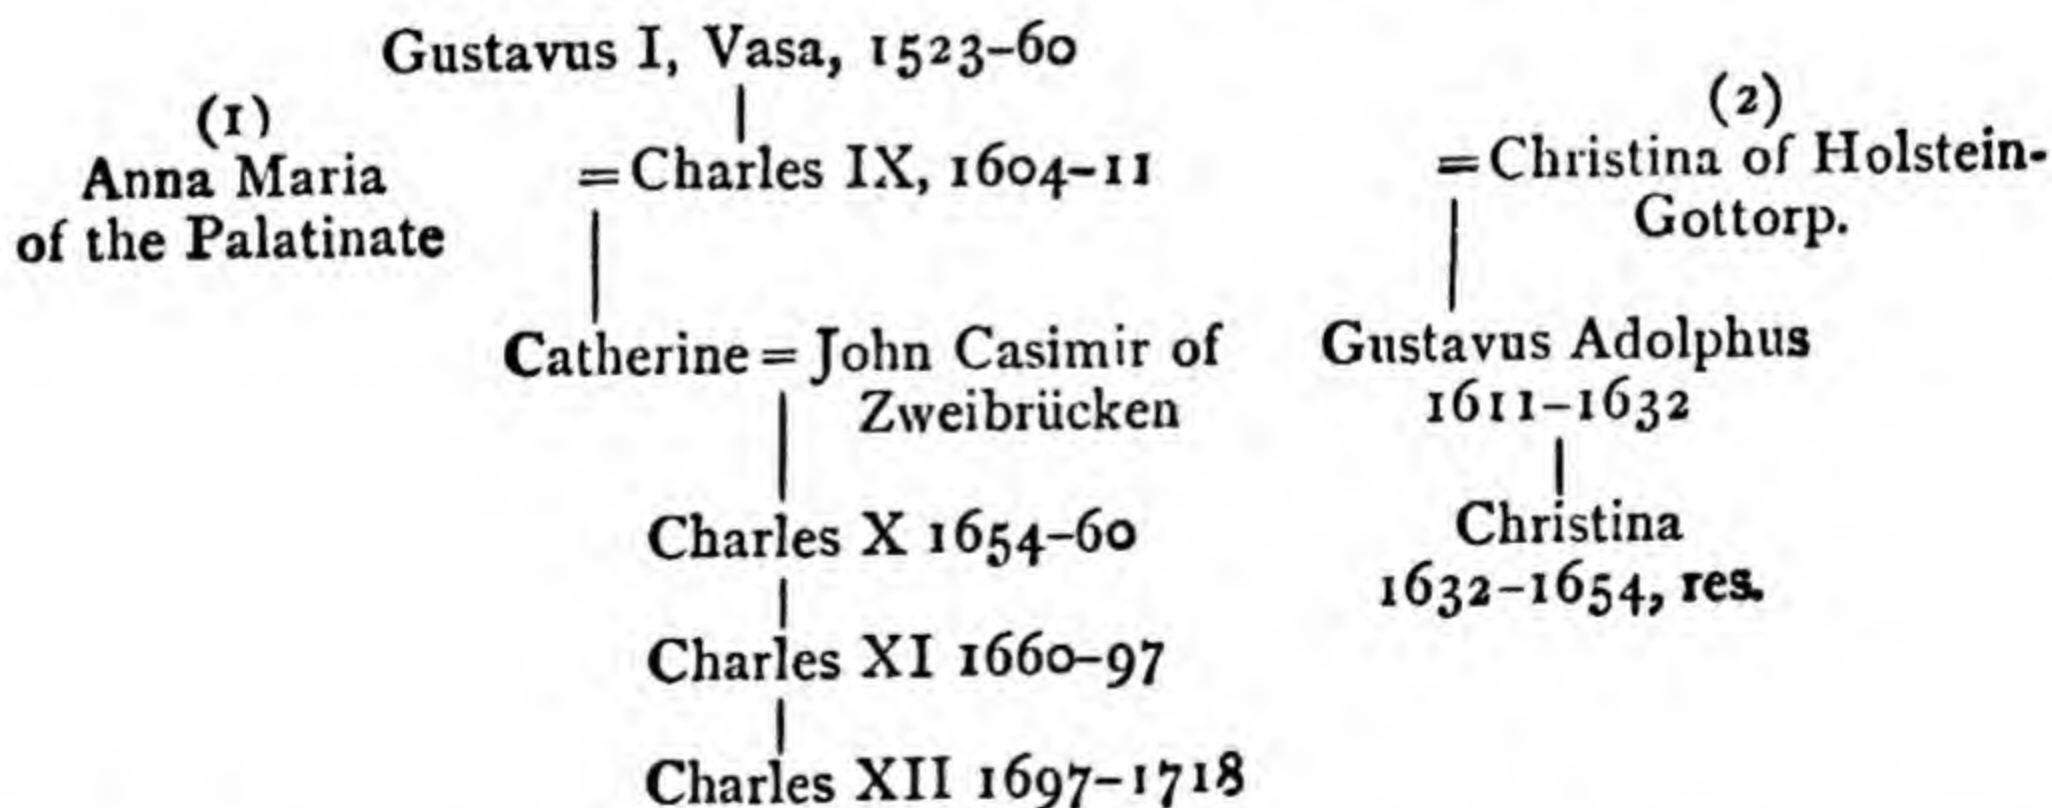 Gustavus I, Vasa, 1523–60
(1)
Anna Maria
of the Palatinate
=Charles IX, 1604–11
(2)
=Christina of Holstein-
Gottorp.
Catherine = John Casimir of
Zweibrücken
Gustavus Adolphus
1611–1632
Charles X 1654–60
Christina
1632–1654, res.
Charles XI 1660–97
Charles XII 1697–1718